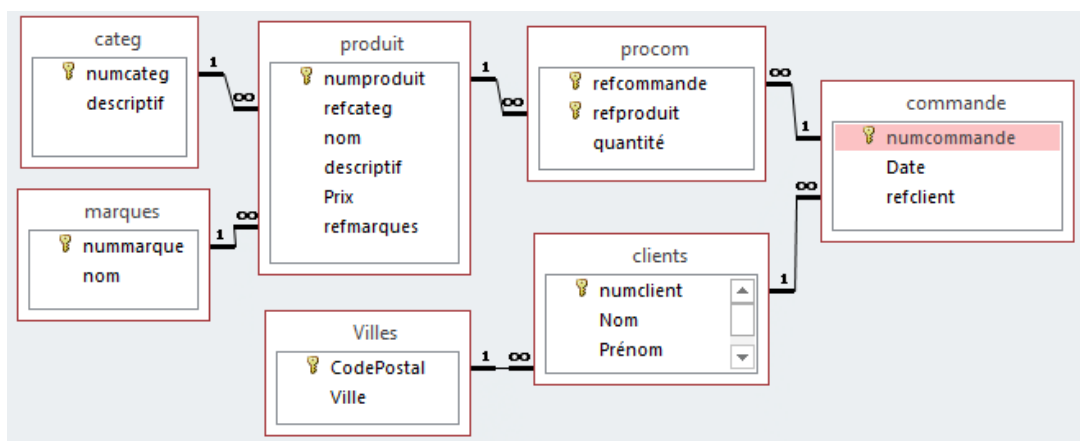 categ
numcateg
descriptif
produit
numproduit
refcateg
nom
descriptif
Prix
refmarques
procom
refcommande
refproduit
quantité
commande
numcommande
Date
refclient
marques
nummarque
nom
clients
numclient
Nom
Prénom
Villes
CodePostal
Ville
1
∞
1
∞
∞
1
1
∞
∞
1
1
∞